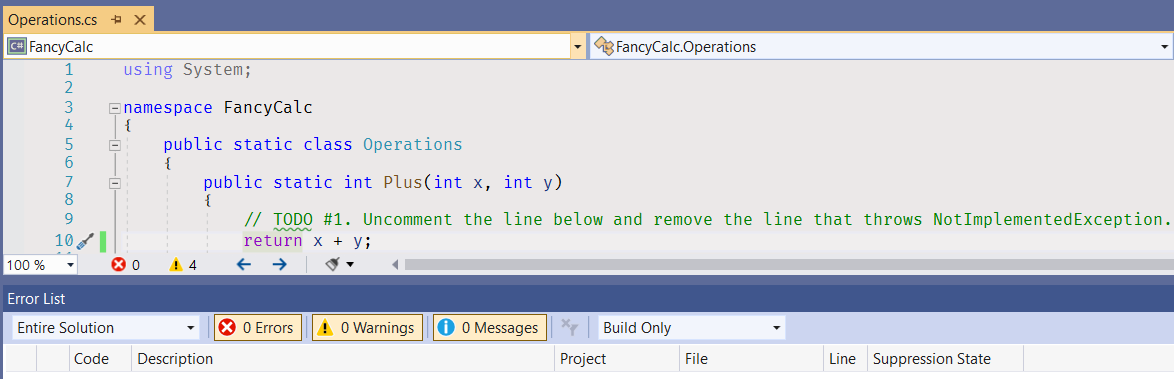 Operations.cs
FancyCalc FancyCalc.Operations
1 using System;
2
3 namespace FancyCalc
4 {
5 public static class Operations
6 {
7 public static int Plus(int x, int y)
8 {
9 // TODO #1. Uncomment the line below and remove the line that throws NotImplementedException.
10 return x + y;
100 % 0 4
Error List
Entire Solution 0 Errors 0 Warnings 0 Messages Build Only
Code Description Project File Line Suppression State